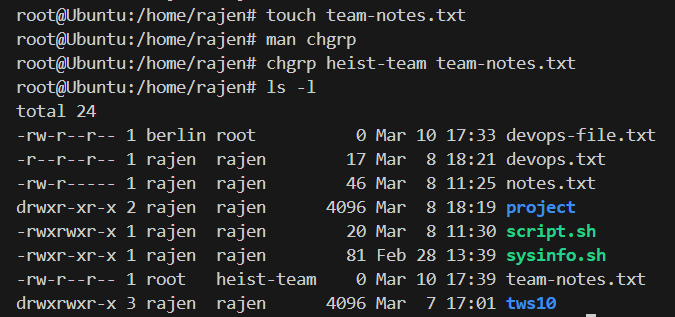 root@Ubuntu:/home/rajen# touch team-notes.txt
root@Ubuntu:/home/rajen# man chgrp
root@Ubuntu:/home/rajen# chgrp heist-team team-notes.txt
root@Ubuntu:/home/rajen# ls -l
total 24
-rw-r--r-- 1 berlin root          0 Mar 10 17:33 devops-file.txt
-r--r--r-- 1 rajen  rajen        17 Mar  8 18:21 devops.txt
-rw-r----- 1 rajen  rajen        46 Mar  8 11:25 notes.txt
drwxr-xr-x 2 rajen  rajen      4096 Mar  8 18:19 project
-rwxrwxr-x 1 rajen  rajen        20 Mar  8 11:30 script.sh
-rwxrwxr-x 1 rajen  rajen        81 Feb 28 13:39 sysinfo.sh
-rw-r--r-- 1 root   heist-team    0 Mar 10 17:39 team-notes.txt
drwxrwxr-x 3 rajen  rajen      4096 Mar  7 17:01 tws10